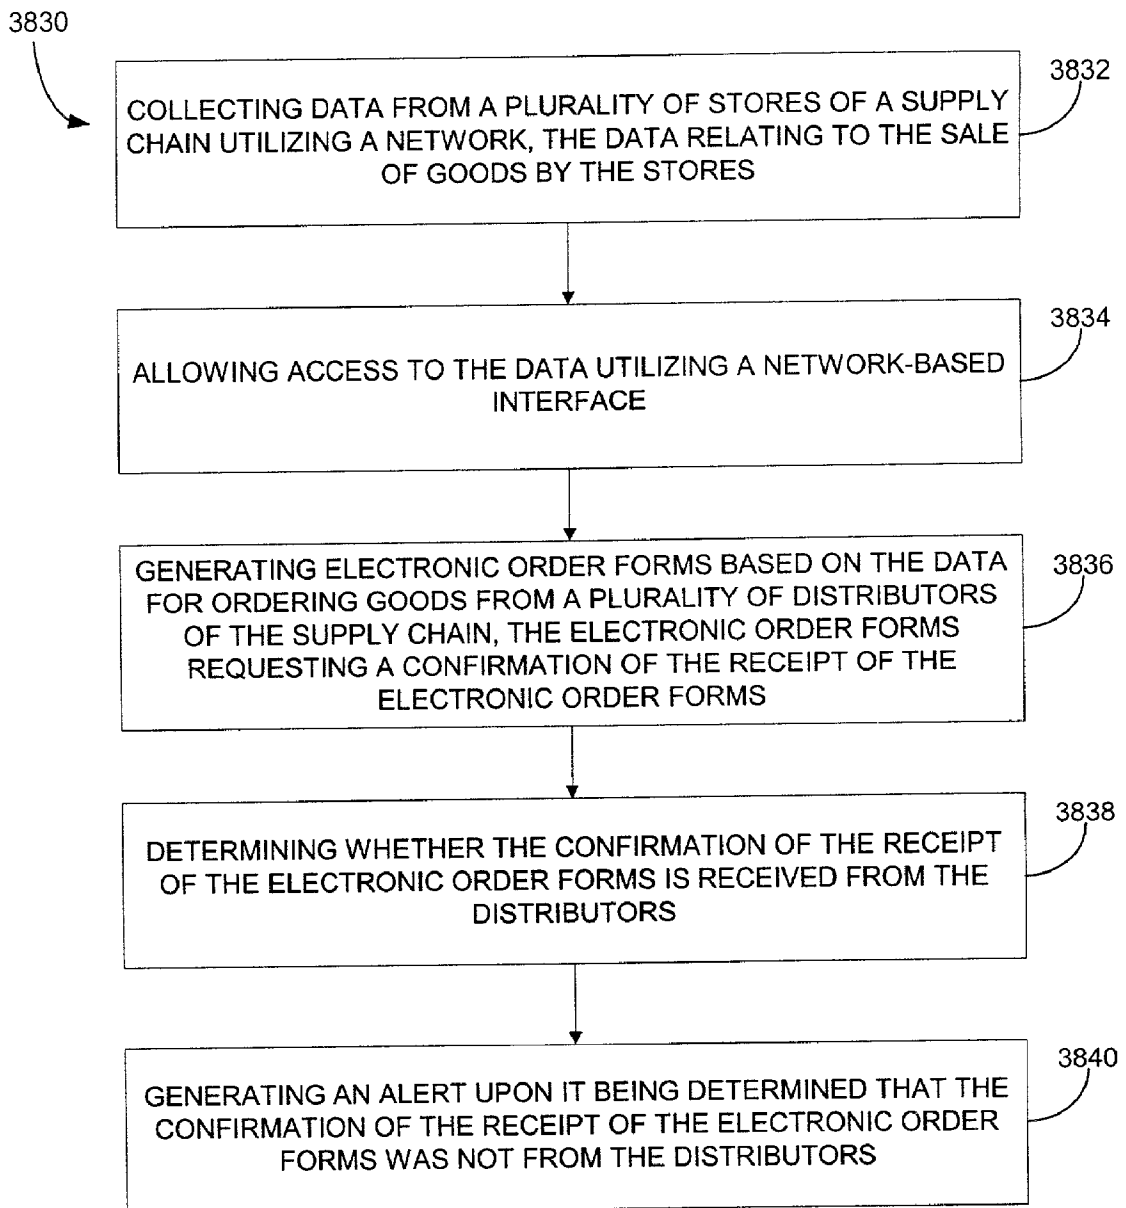 3830
3832
COLLECTING DATA FROM A PLURALITY OF STORES OF A SUPPLY
CHAIN UTILIZING A NETWORK, THE DATA RELATING TO THE SALE
OF GOODS BY THE STORES
3834
ALLOWING ACCESS TO THE DATA UTILIZING A NETWORK-BASED
INTERFACE
3836
GENERATING ELECTRONIC ORDER FORMS BASED ON THE DATA
FOR ORDERING GOODS FROM A PLURALITY OF DISTRIBUTORS
OF THE SUPPLY CHAIN, THE ELECTRONIC ORDER FORMS
REQUESTING A CONFIRMATION OF THE RECEIPT OF THE
ELECTRONIC ORDER FORMS
3838
DETERMINING WHETHER THE CONFIRMATION OF THE RECEIPT
OF THE ELECTRONIC ORDER FORMS IS RECEIVED FROM THE
DISTRIBUTORS
3840
GENERATING AN ALERT UPON IT BEING DETERMINED THAT THE
CONFIRMATION OF THE RECEIPT OF THE ELECTRONIC ORDER
FORMS WAS NOT FROM THE DISTRIBUTORS